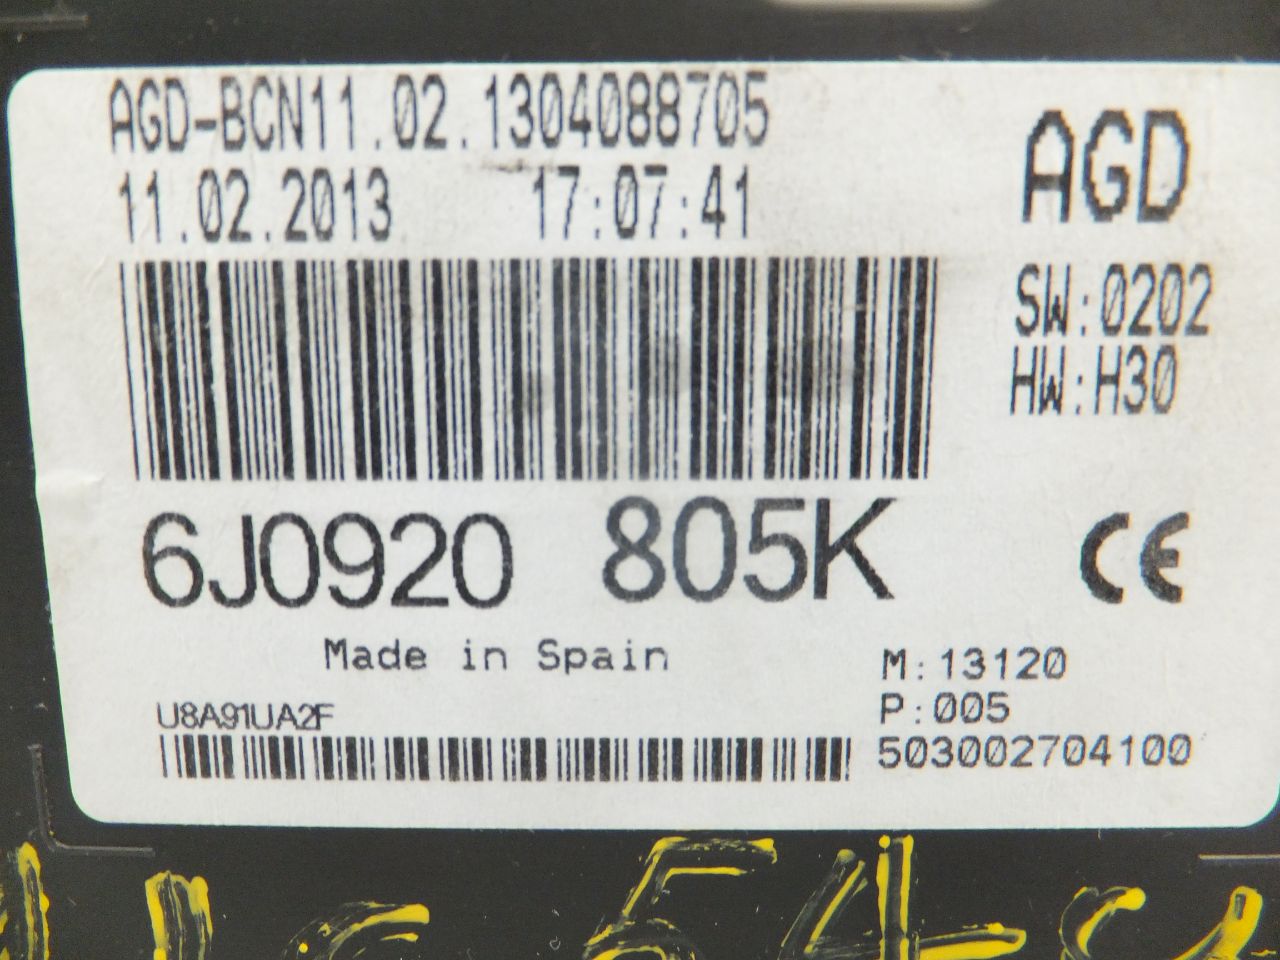 AGD-BCN11.02.1304088705
11.02.2013 17:07:41
AGD
SW:0202
HW:H30
6J0920 805K
CE
Made in Spain
M:13120
P:005
503002704100
U8A91UA2F